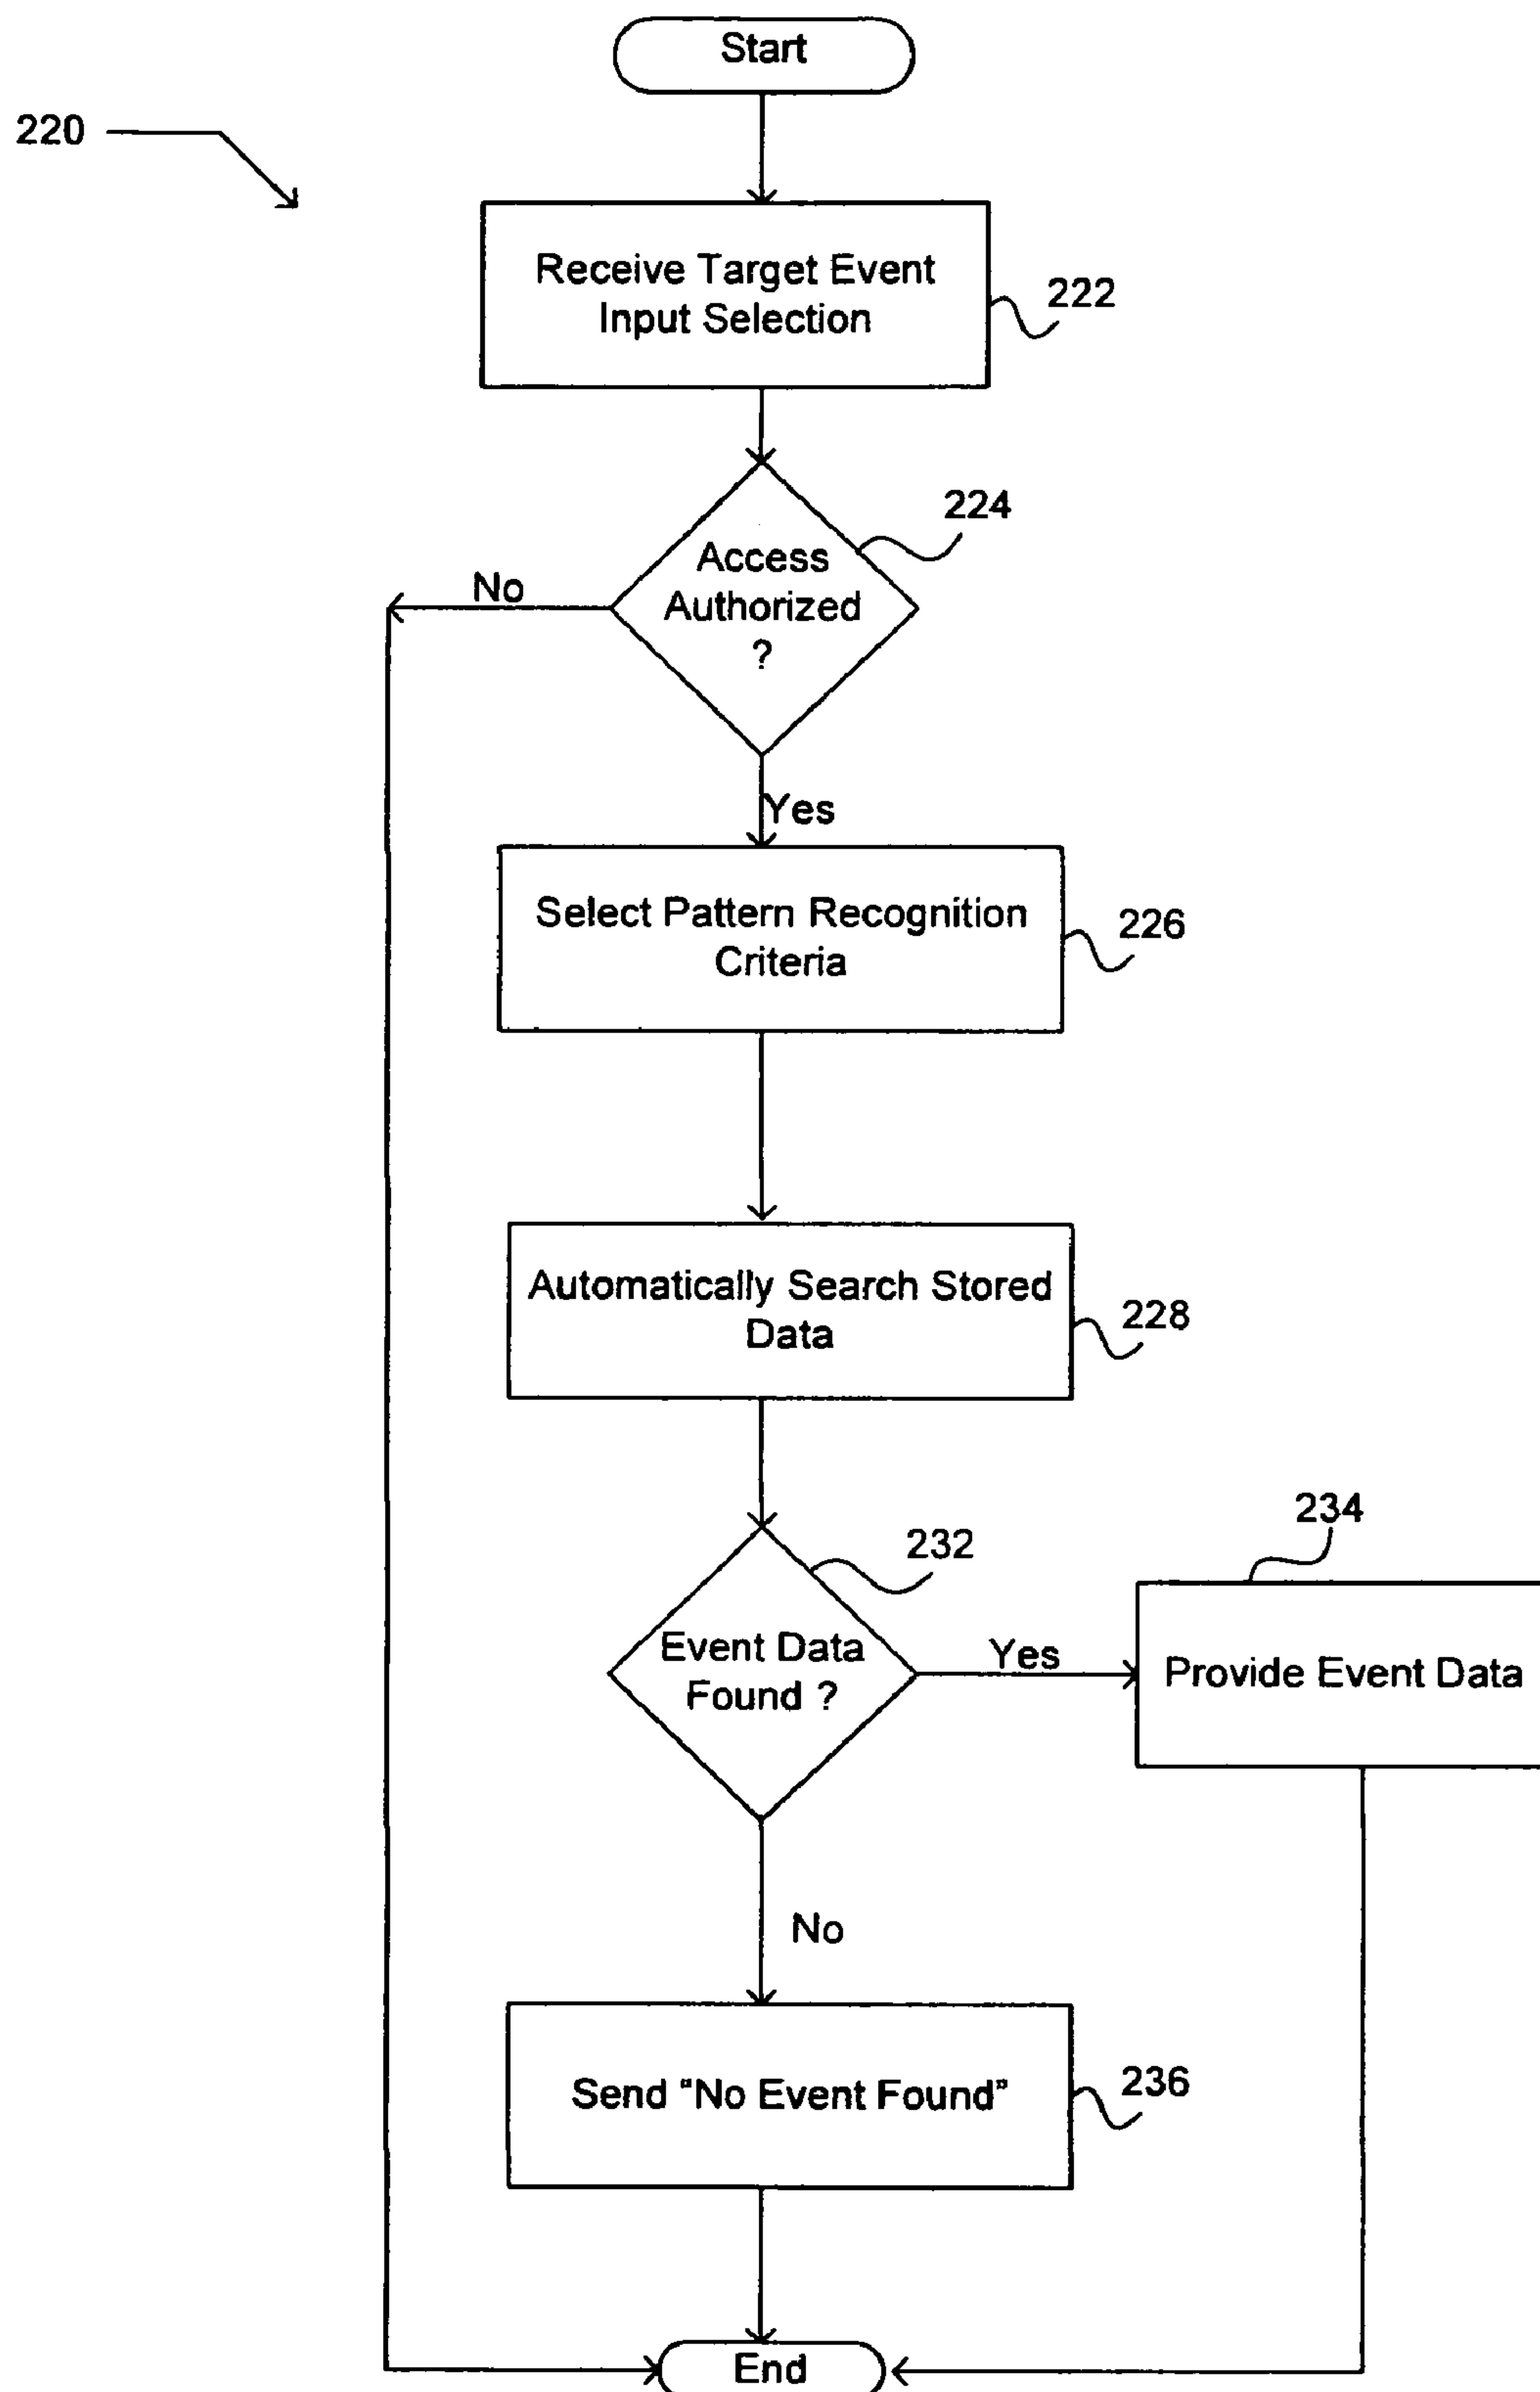 Start
220
Receive Target Event
Input Selection
222
224
Access
Authorized
?
No
Yes
Select Pattern Recognition
Criteria
226
Automatically Search Stored
Data
228
232
234
Event Data
Found ?
Yes
Provide Event Data
No
Send "No Event Found"
236
End